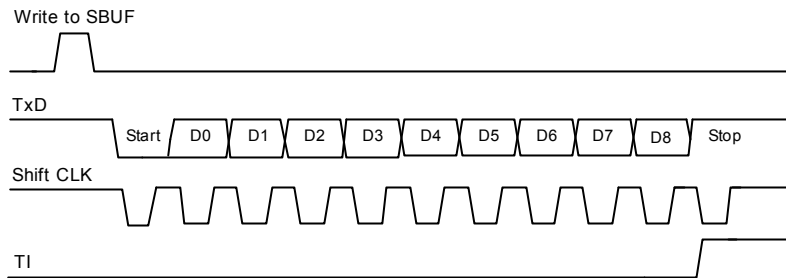 Write to SBUF
TxD
Start D0 D1 D2 D3 D4 D5 D6 D7 D8 Stop
Shift CLK
TI